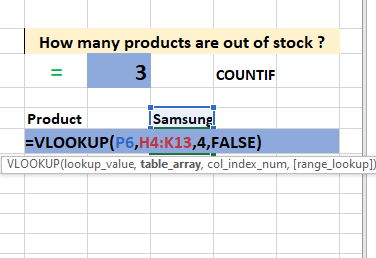 How many products are out of stock ?
= 3 COUNTIF
Product Samsung
=VLOOKUP(P6,H4:K13,4,FALSE)
VLOOKUP(lookup_value, table_array, col_index_num, [range_lookup])